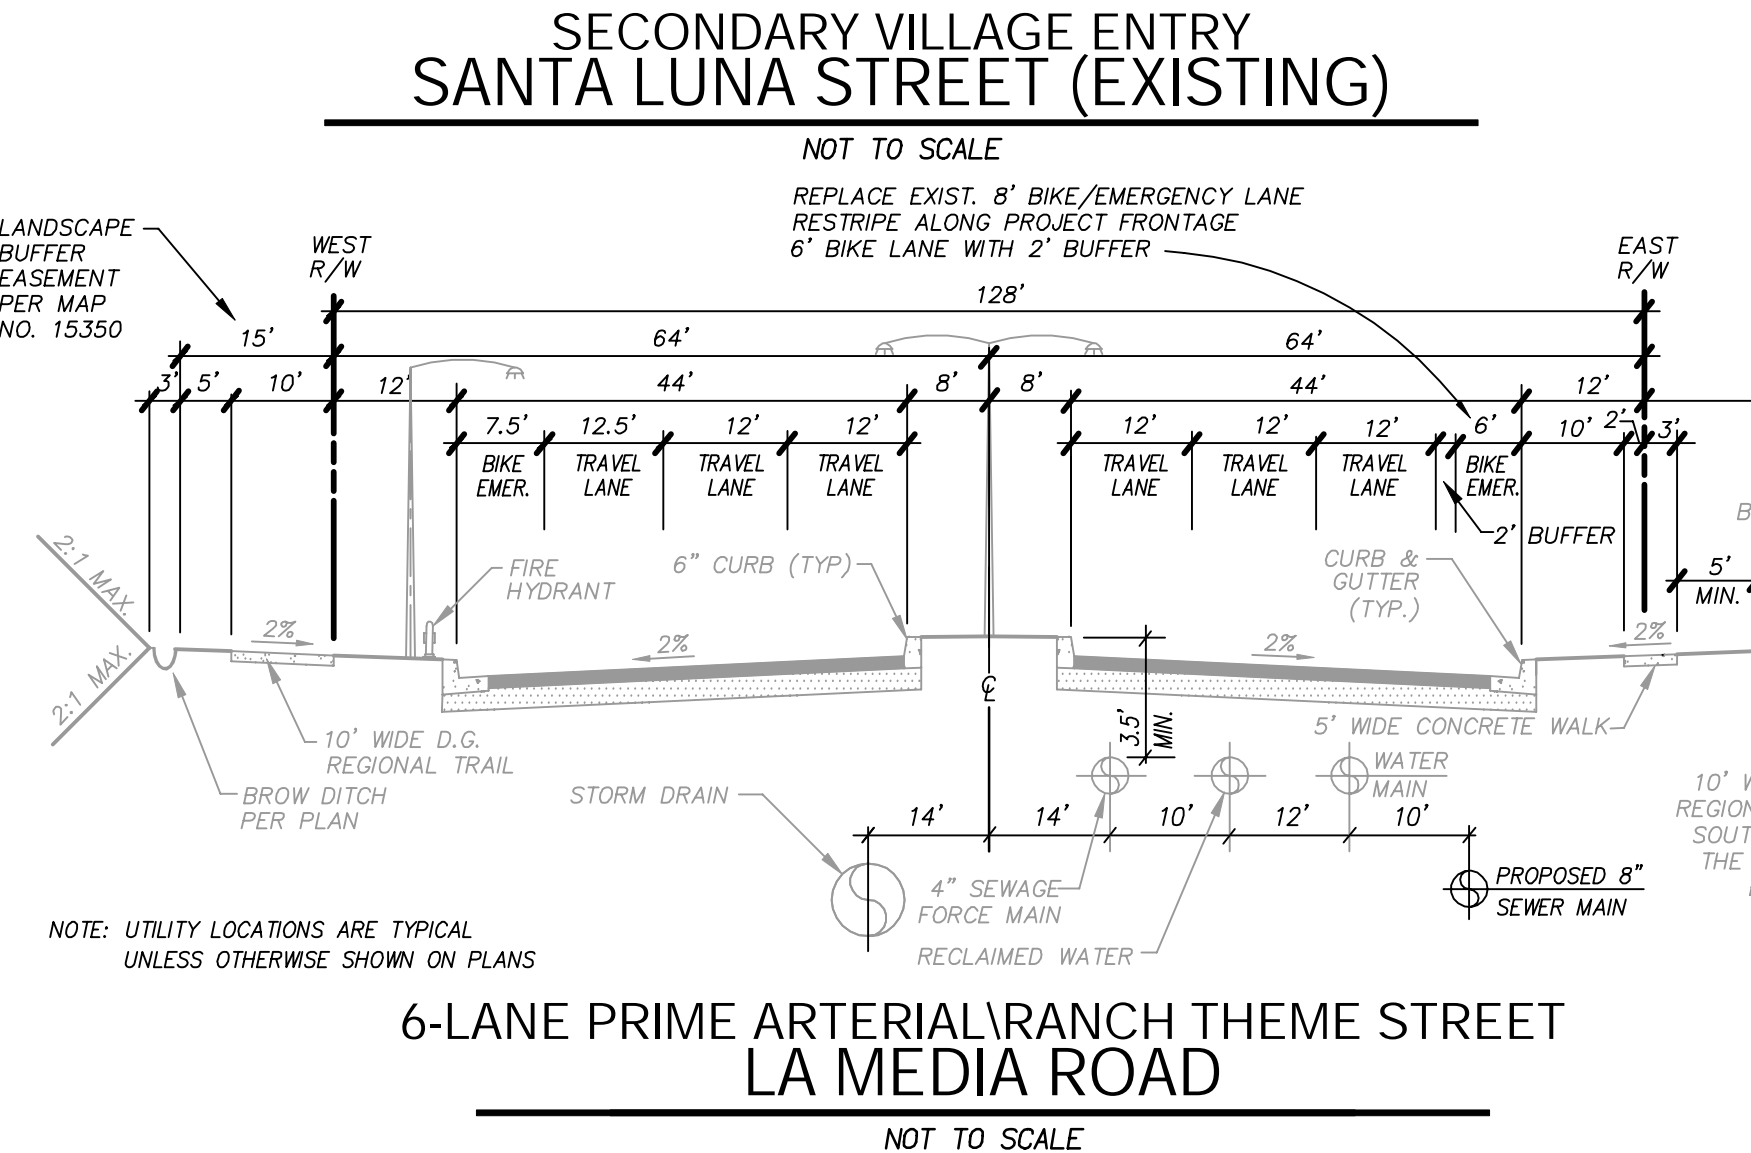 SECONDARY VILLAGE ENTRY
SANTA LUNA STREET (EXISTING)
NOT TO SCALE
REPLACE EXIST. 8' BIKE/EMERGENCY LANE
RESTRIPE ALONG PROJECT FRONTAGE
6' BIKE LANE WITH 2' BUFFER
LANDSCAPE
BUFFER
EASEMENT
PER MAP
NO. 15350
WEST
R/W
EAST
R/W
128'
15' 64' 64'
3' 5' 10' 12' 44' 8' 8' 44' 12'
7.5' 12.5' 12' 12' 12' 12' 12' 6' 10' 2' 3'
BIKE
EMER.
TRAVEL
LANE
TRAVEL
LANE
TRAVEL
LANE
TRAVEL
LANE
TRAVEL
LANE
TRAVEL
LANE
BIKE
EMER.
2' BUFFER
B
2:1 MAX.
2:1 MAX.
2%
FIRE
HYDRANT
6" CURB (TYP)
CURB &
GUTTER
(TYP.)
5'
MIN.
2%
2%
2%
℄
3.5'
MIN.
5' WIDE CONCRETE WALK
10' WIDE D.G.
REGIONAL TRAIL
BROW DITCH
PER PLAN
STORM DRAIN
WATER
MAIN
14' 14' 10' 12' 10'
4" SEWAGE
FORCE MAIN
RECLAIMED WATER
PROPOSED 8"
SEWER MAIN
10' W
REGION
SOUT
THE
NOTE: UTILITY LOCATIONS ARE TYPICAL
UNLESS OTHERWISE SHOWN ON PLANS
6-LANE PRIME ARTERIAL\RANCH THEME STREET
LA MEDIA ROAD
NOT TO SCALE